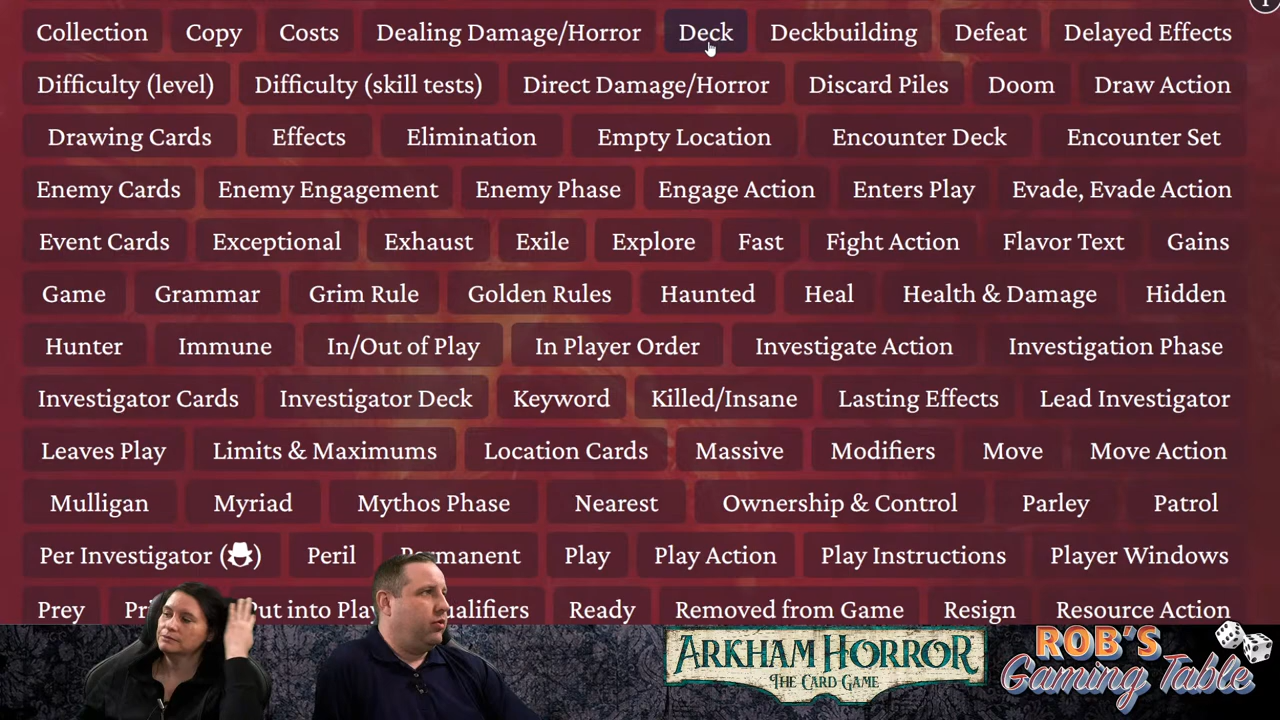 Collection Copy Costs Dealing Damage/Horror Deck Deckbuilding Defeat Delayed Effects
Difficulty (level) Difficulty (skill tests) Direct Damage/Horror Discard Piles Doom Draw Action
Drawing Cards Effects Elimination Empty Location Encounter Deck Encounter Set
Enemy Cards Enemy Engagement Enemy Phase Engage Action Enters Play Evade, Evade Action
Event Cards Exceptional Exhaust Exile Explore Fast Fight Action Flavor Text Gains
Game Grammar Grim Rule Golden Rules Haunted Heal Health & Damage Hidden
Hunter Immune In/Out of Play In Player Order Investigate Action Investigation Phase
Investigator Cards Investigator Deck Keyword Killed/Insane Lasting Effects Lead Investigator
Leaves Play Limits & Maximums Location Cards Massive Modifiers Move Move Action
Mulligan Myriad Mythos Phase Nearest Ownership & Control Parley Patrol
Per Investigator () Peril Permanent Play Play Action Play Instructions Player Windows
Prey Put into Play Ready Removed from Game Resign Resource Action
ARKHAM HORROR
THE CARD GAME
ROB'S
Gaming Table